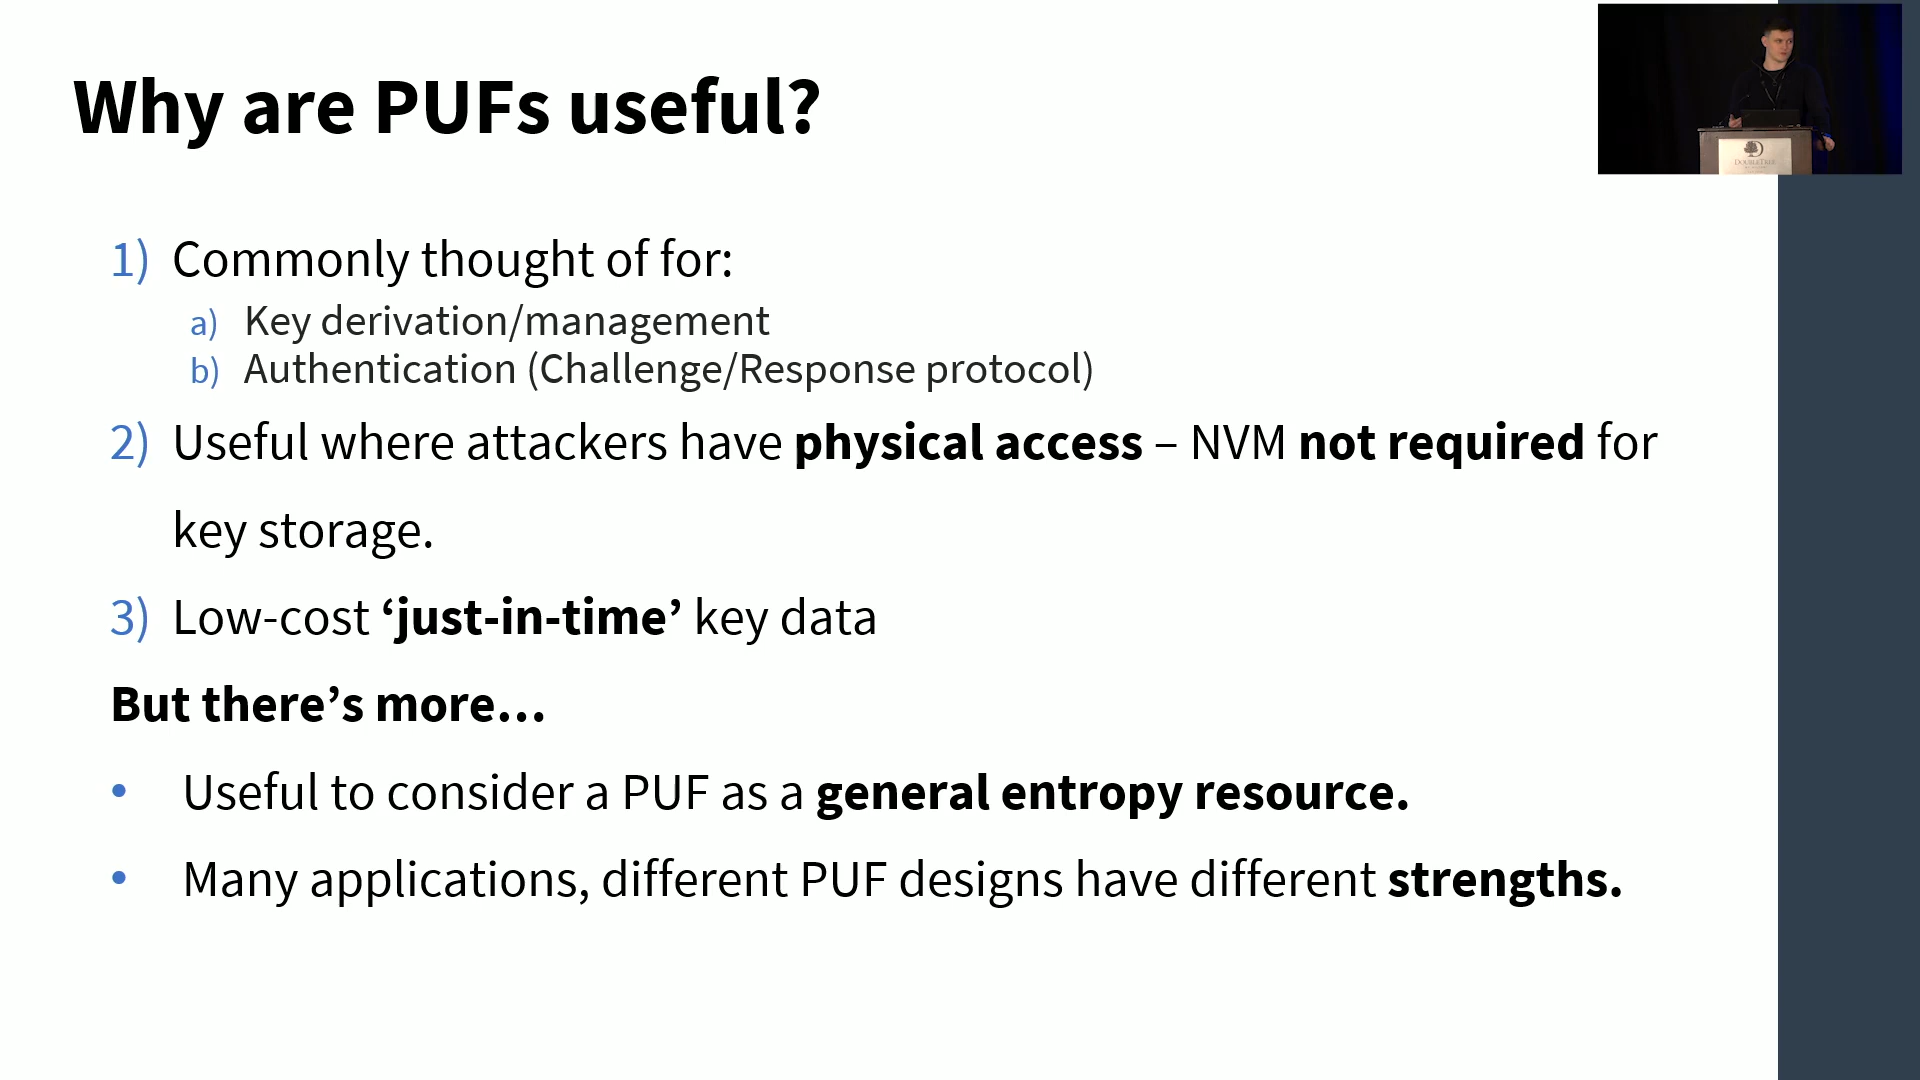 Why are PUFs useful?
1) Commonly thought of for:
a) Key derivation/management
b) Authentication (Challenge/Response protocol)
2) Useful where attackers have physical access – NVM not required for
key storage.
3) Low-cost ‘just-in-time’ key data
But there’s more…
• Useful to consider a PUF as a general entropy resource.
• Many applications, different PUF designs have different strengths.
DOUBLETREE